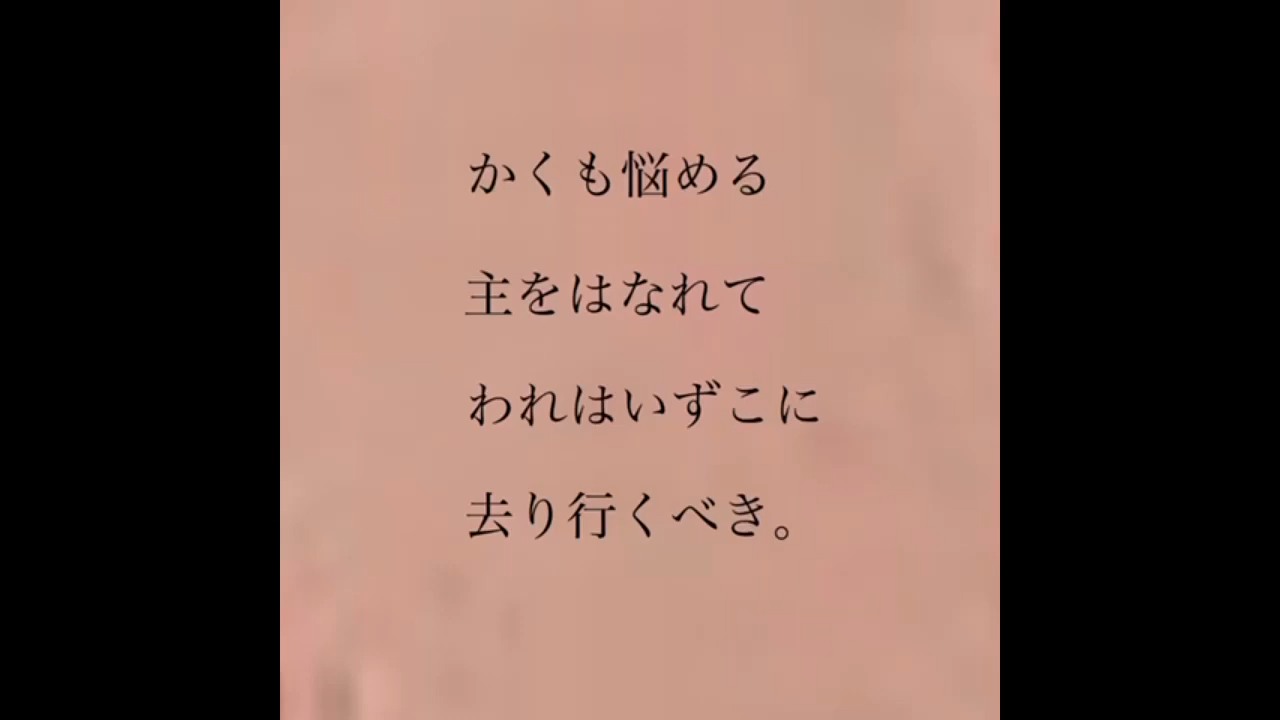 かくも悩める
主をはなれて
われはいずこに
去り行くべき。